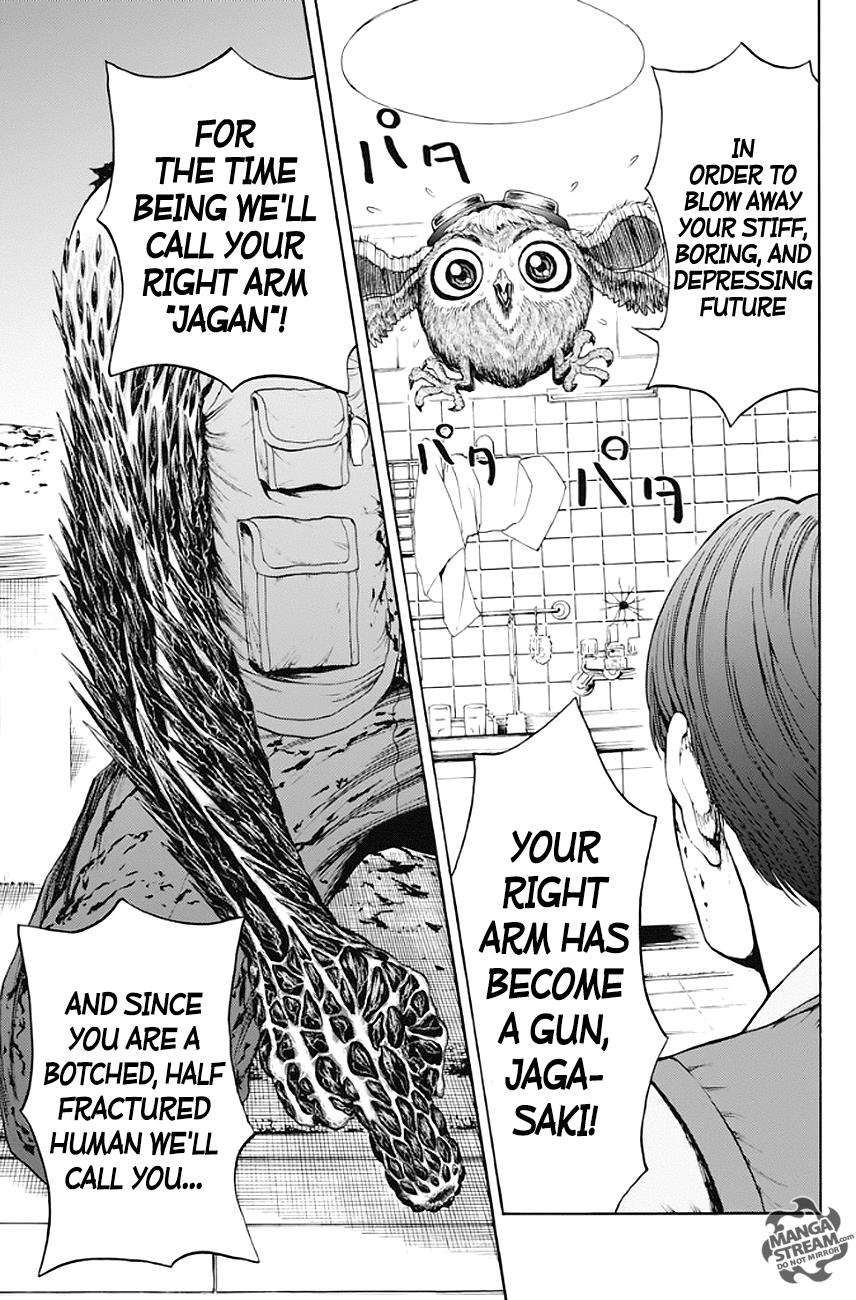 IN
ORDER TO
BLOW AWAY
YOUR STIFF,
BORING, AND
DEPRESSING
FUTURE
パタ
パタ
パタ
YOUR
RIGHT
ARM HAS
BECOME
A GUN,
JAGA-
SAKI!
FOR
THE TIME
BEING WE'LL
CALL YOUR
RIGHT ARM
"JAGAN"!
AND SINCE
YOU ARE A
BOTCHED, HALF
FRACTURED
HUMAN WE'LL
CALL YOU...
MANGA
STREAM.com
DO NOT MIRROR